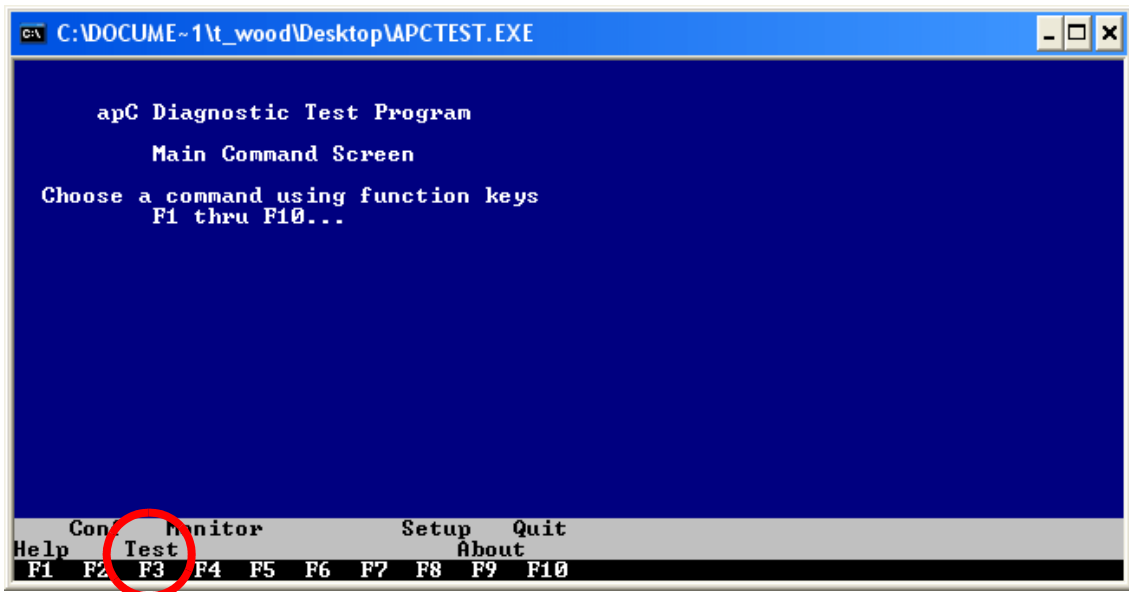 C:\DOCUME~1\t_wood\Desktop\APCTEST.EXE
apC Diagnostic Test Program
Main Command Screen
Choose a command using function keys
F1 thru F10...
Monitor Setup Quit
Help Test About
F1 F2 F3 F4 F5 F6 F7 F8 F9 F10